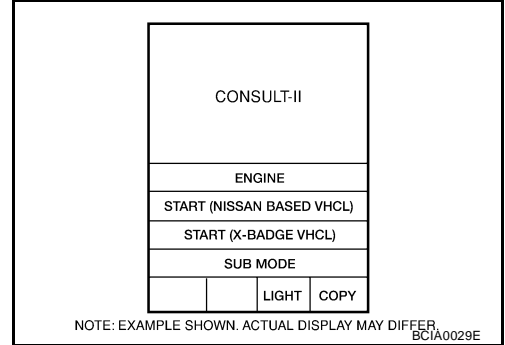 CONSULT-II
ENGINE
START (NISSAN BASED VHCL)
START (X-BADGE VHCL)
SUB MODE
LIGHT COPY
NOTE: EXAMPLE SHOWN. ACTUAL DISPLAY MAY DIFFER.
BCIA0029E